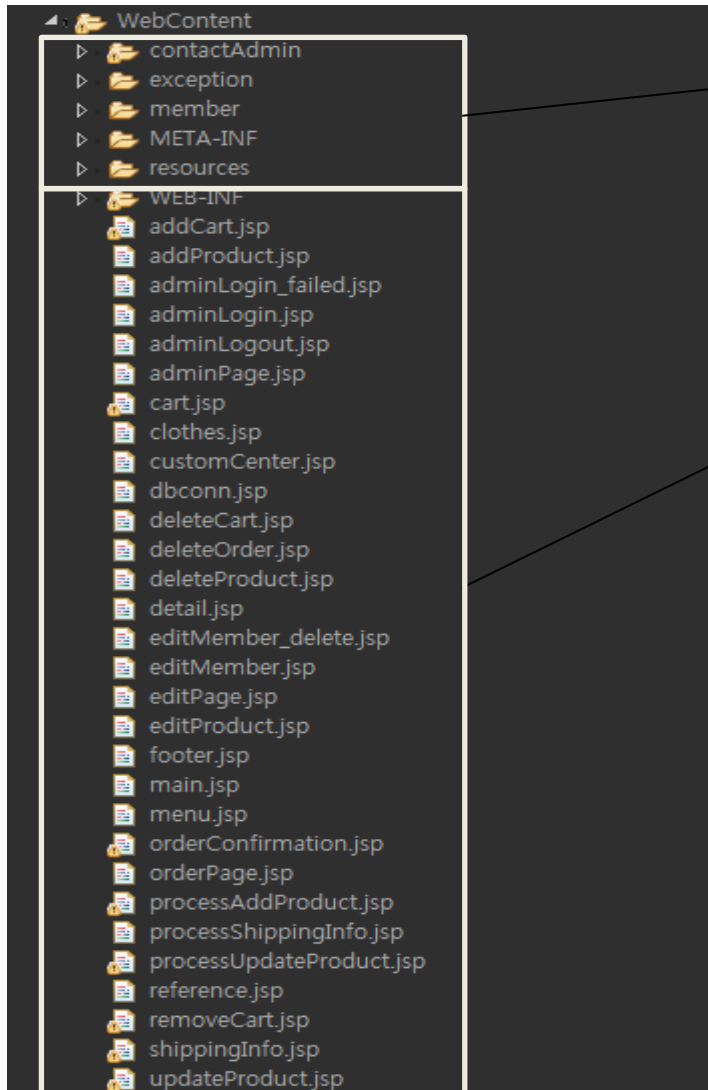 WebContent
contactAdmin
exception
member
META-INF
resources
WEB-INF
addCart.jsp
addProduct.jsp
adminLogin_failed.jsp
adminLogin.jsp
adminLogout.jsp
adminPage.jsp
cart.jsp
clothes.jsp
customCenter.jsp
dbconn.jsp
deleteCart.jsp
deleteOrder.jsp
deleteProduct.jsp
detail.jsp
editMember_delete.jsp
editMember.jsp
editPage.jsp
editProduct.jsp
footer.jsp
main.jsp
menu.jsp
orderConfirmation.jsp
orderPage.jsp
processAddProduct.jsp
processShippingInfo.jsp
processUpdateProduct.jsp
reference.jsp
removeCart.jsp
shippingInfo.jsp
updateProduct.jsp